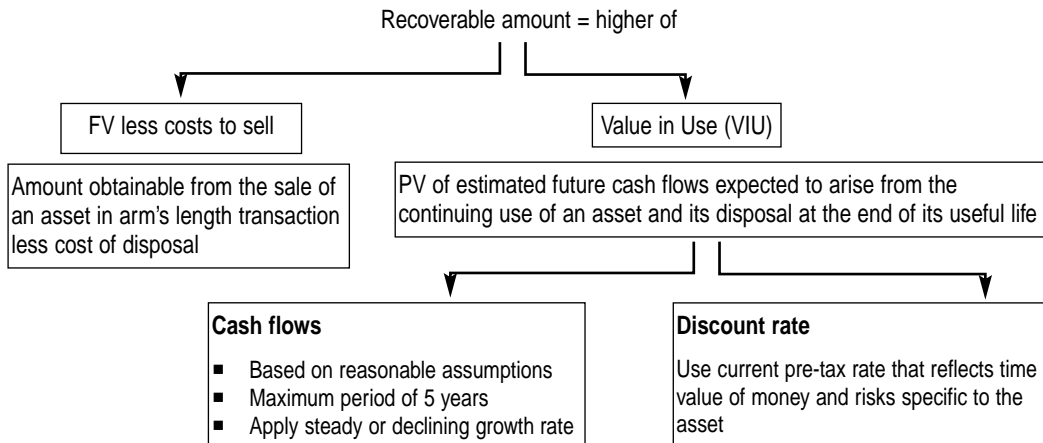 Recoverable amount = higher of
FV less costs to sell
Value in Use (VIU)
Amount obtainable from the sale of
an asset in arm's length transaction
less cost of disposal
PV of estimated future cash flows expected to arise from the
continuing use of an asset and its disposal at the end of its useful life
Cash flows
■ Based on reasonable assumptions
■ Maximum period of 5 years
■ Apply steady or declining growth rate
Discount rate
Use current pre-tax rate that reflects time
value of money and risks specific to the
asset